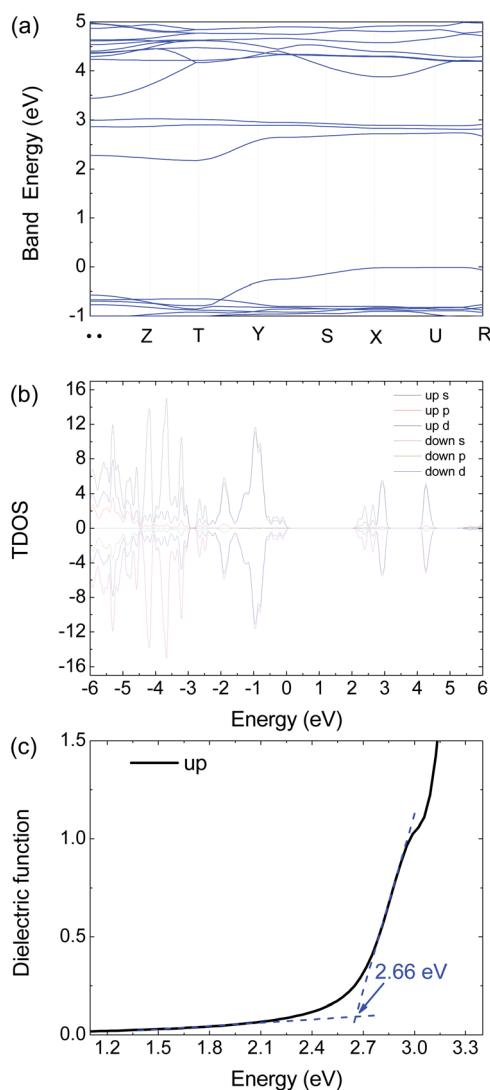 (a)
5
4
3
2
1
0
-1
Band Energy (eV)
•• Z T Y S X U R
(b)
16
12
8
4
0
-4
-8
-12
-16
TDOS
up s
up p
up d
down s
down p
down d
-6 -5 -4 -3 -2 -1 0 1 2 3 4 5 6
Energy (eV)
(c)
1.5
1.0
0.5
0.0
Dielectric function
up
2.66 eV
1.2 1.5 1.8 2.1 2.4 2.7 3.0 3.3
Energy (eV)